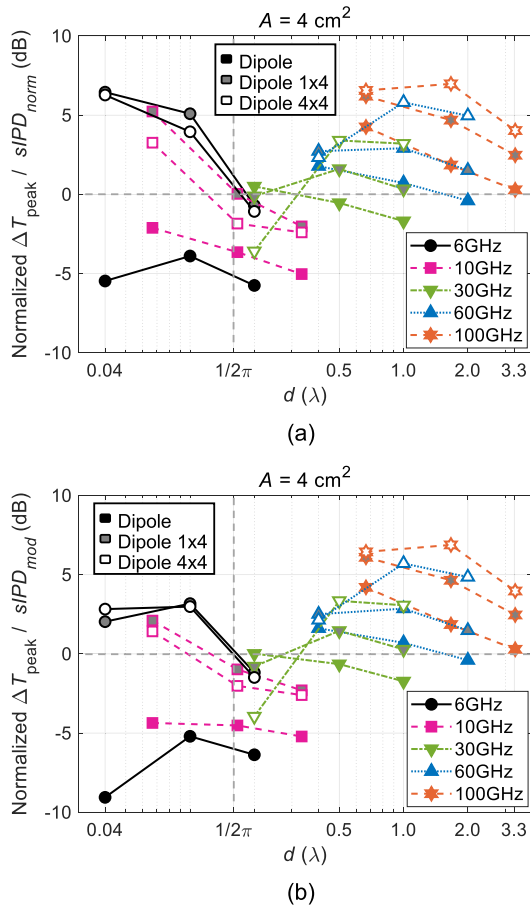 A = 4 cm²
10
5
0
-5
-10
Normalized ΔT_peak / sIPD_norm (dB)
Dipole
Dipole 1x4
Dipole 4x4
6GHz
10GHz
30GHz
60GHz
100GHz
0.04
1/2π
0.5
1.0
2.0
3.3
d (λ)
(a)
A = 4 cm²
10
5
0
-5
-10
Normalized ΔT_peak / sIPD_mod (dB)
Dipole
Dipole 1x4
Dipole 4x4
6GHz
10GHz
30GHz
60GHz
100GHz
0.04
1/2π
0.5
1.0
2.0
3.3
d (λ)
(b)